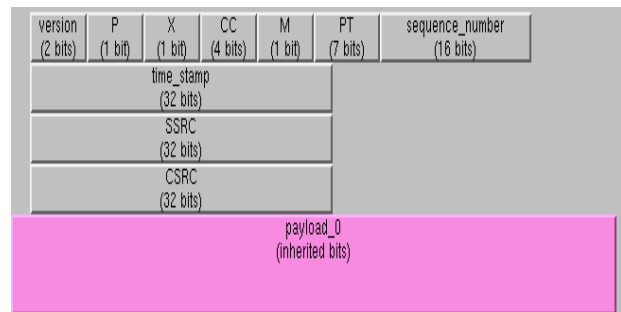 version P X CC M PT sequence_number
(2 bits) (1 bit) (1 bit) (4 bits) (1 bit) (7 bits) (16 bits)
time_stamp
(32 bits)
SSRC
(32 bits)
CSRC
(32 bits)
payload_0
(inherited bits)